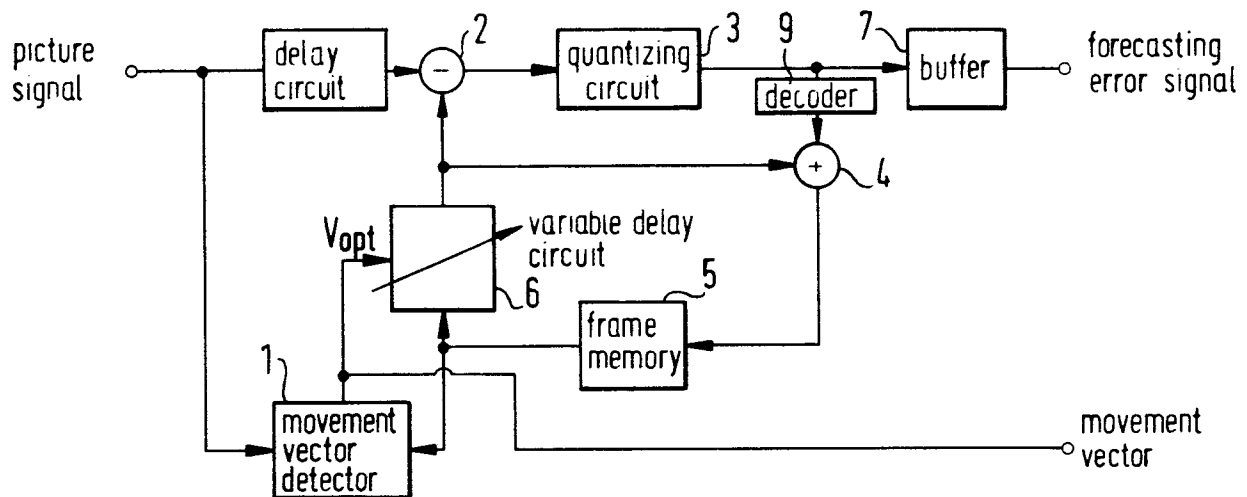 picture
signal
delay
circuit
2
−
quantizing
circuit
3
9
decoder
7
buffer
forecasting
error signal
+
4
Vopt
variable delay
circuit
6
5
frame
memory
1
movement
vector
detector
movement
vector